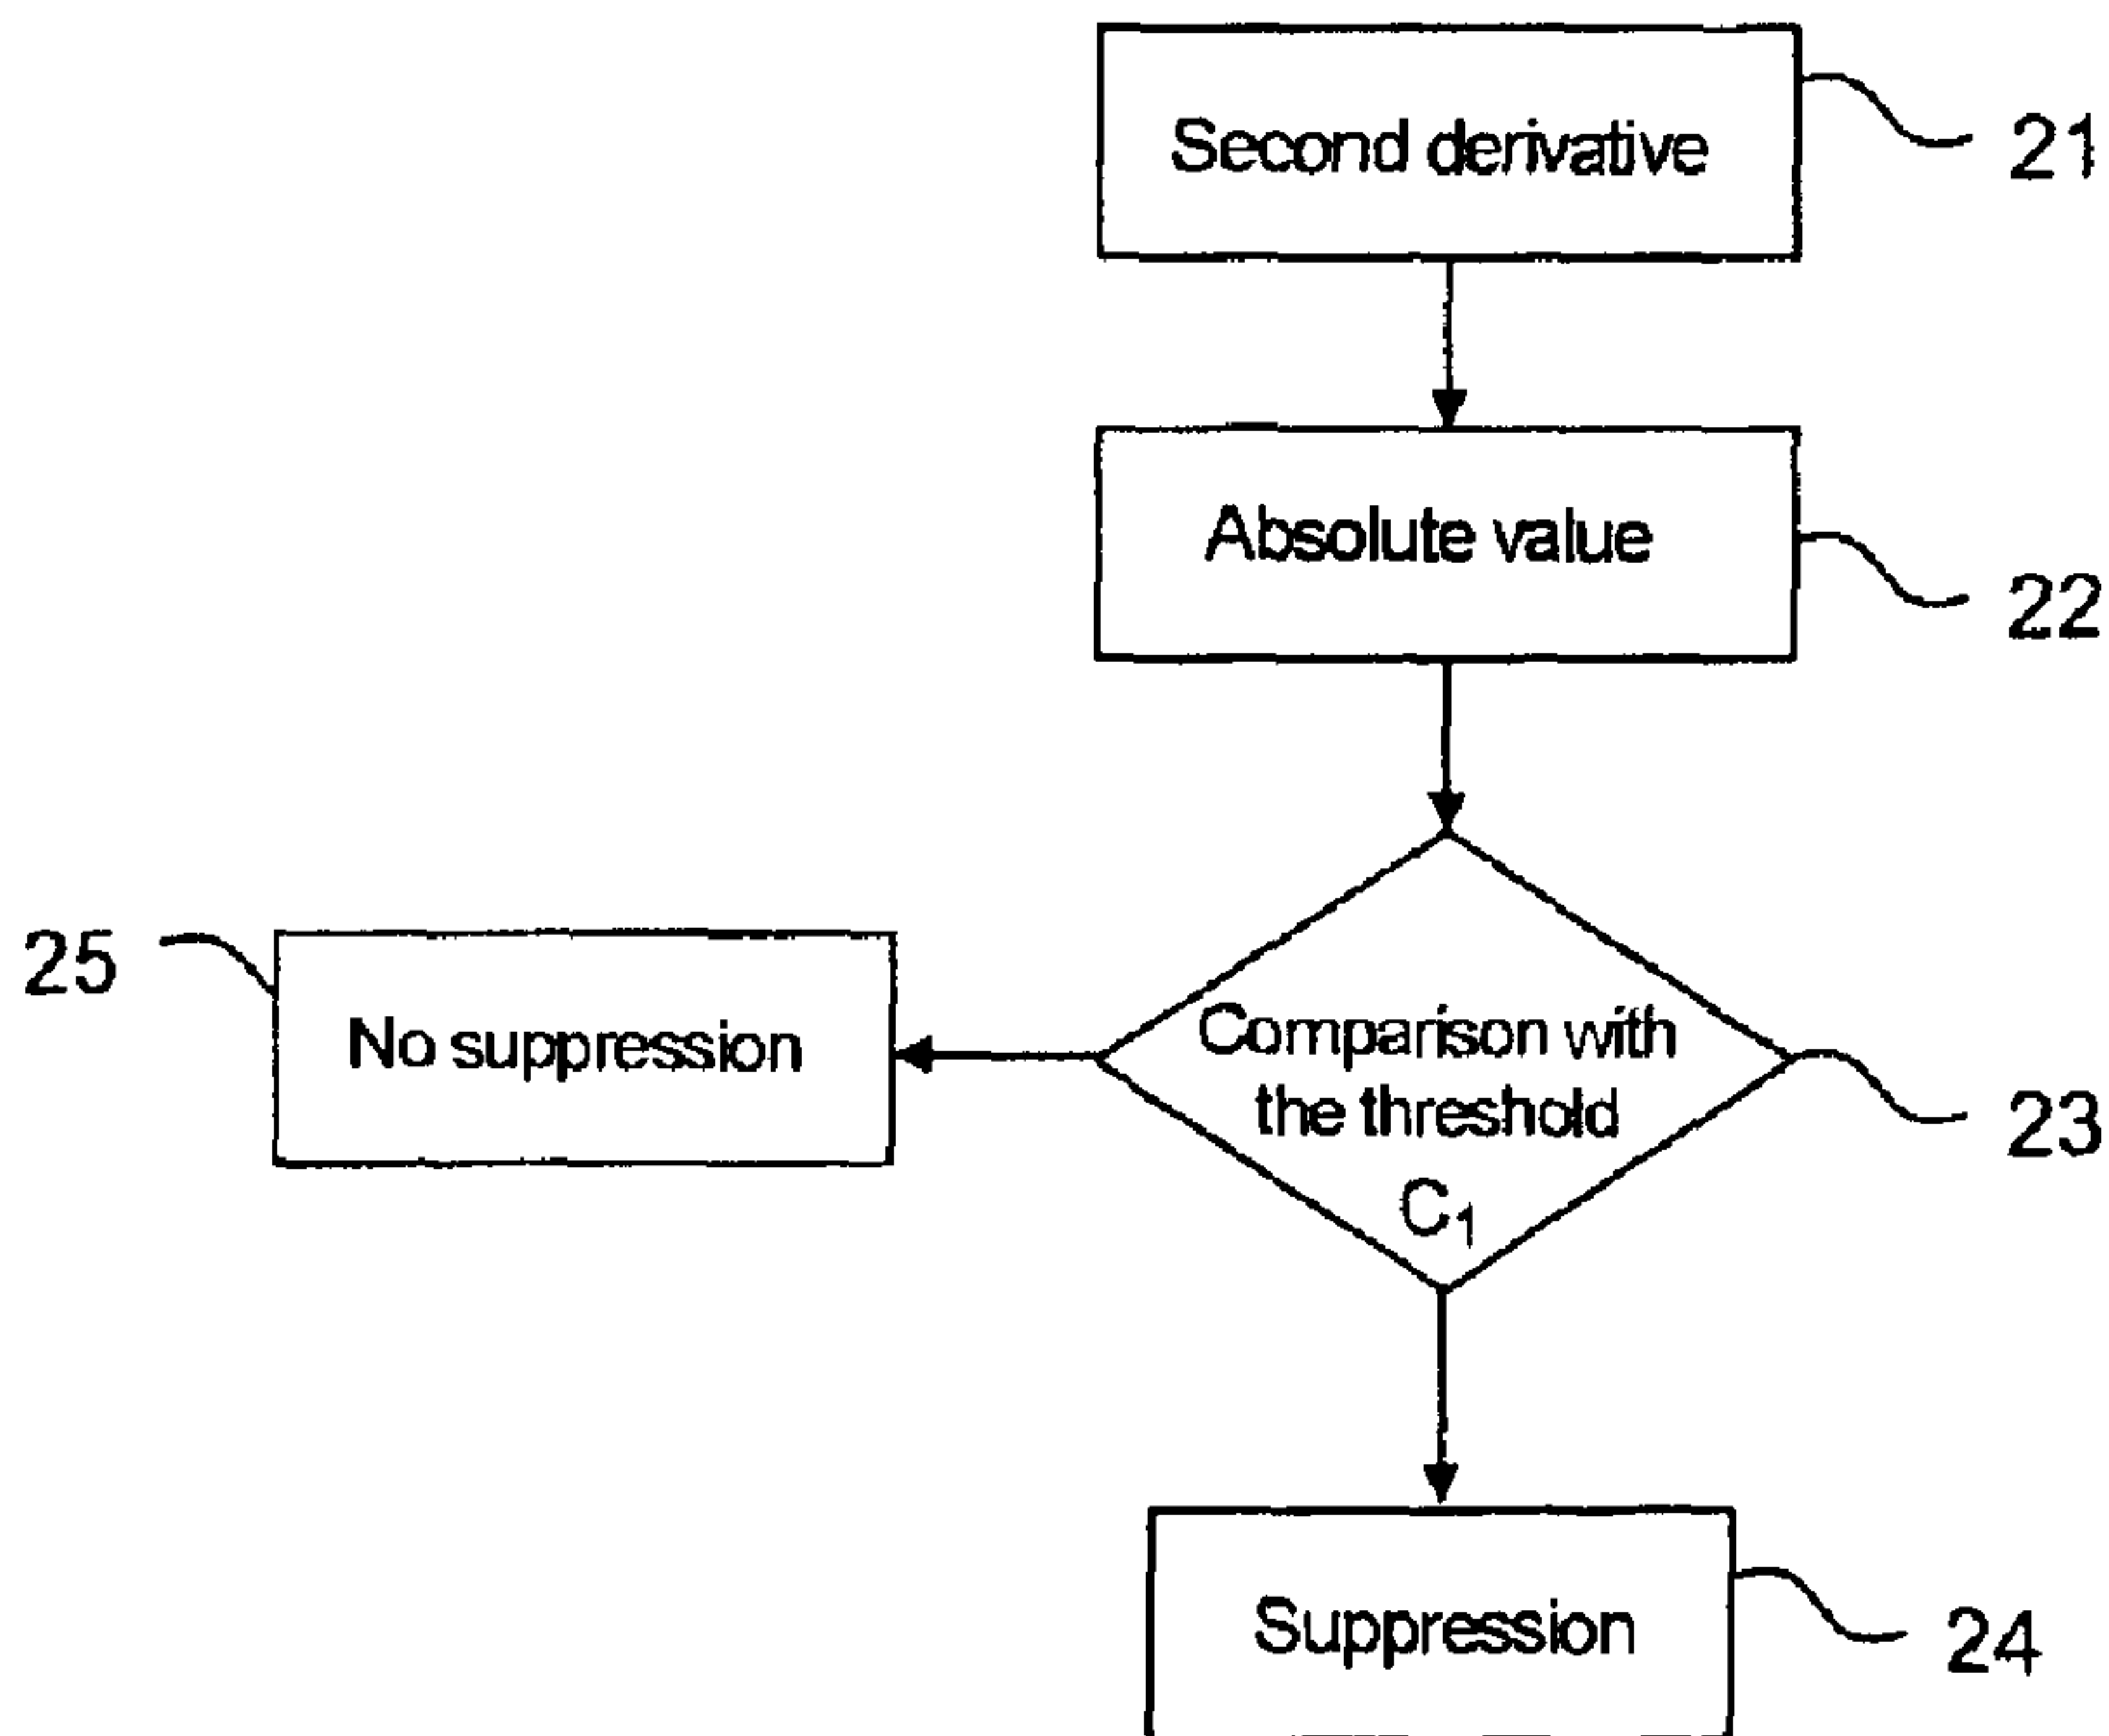 Second derivative
21
Absolute value
22
25
No suppression
Comparison with
the threshold
C₁
23
Suppression
24